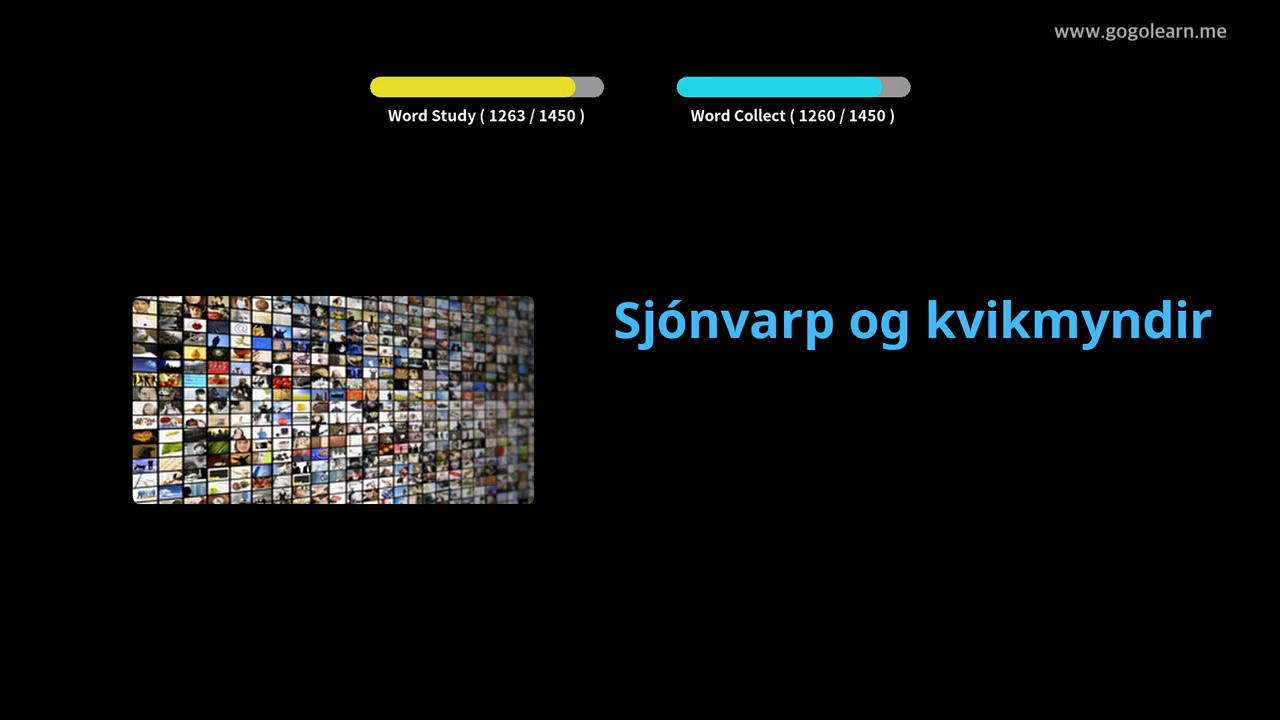 www.gogolearn.me
Word Study ( 1263 / 1450 )
Word Collect ( 1260 / 1450 )
Sjónvarp og kvikmyndir